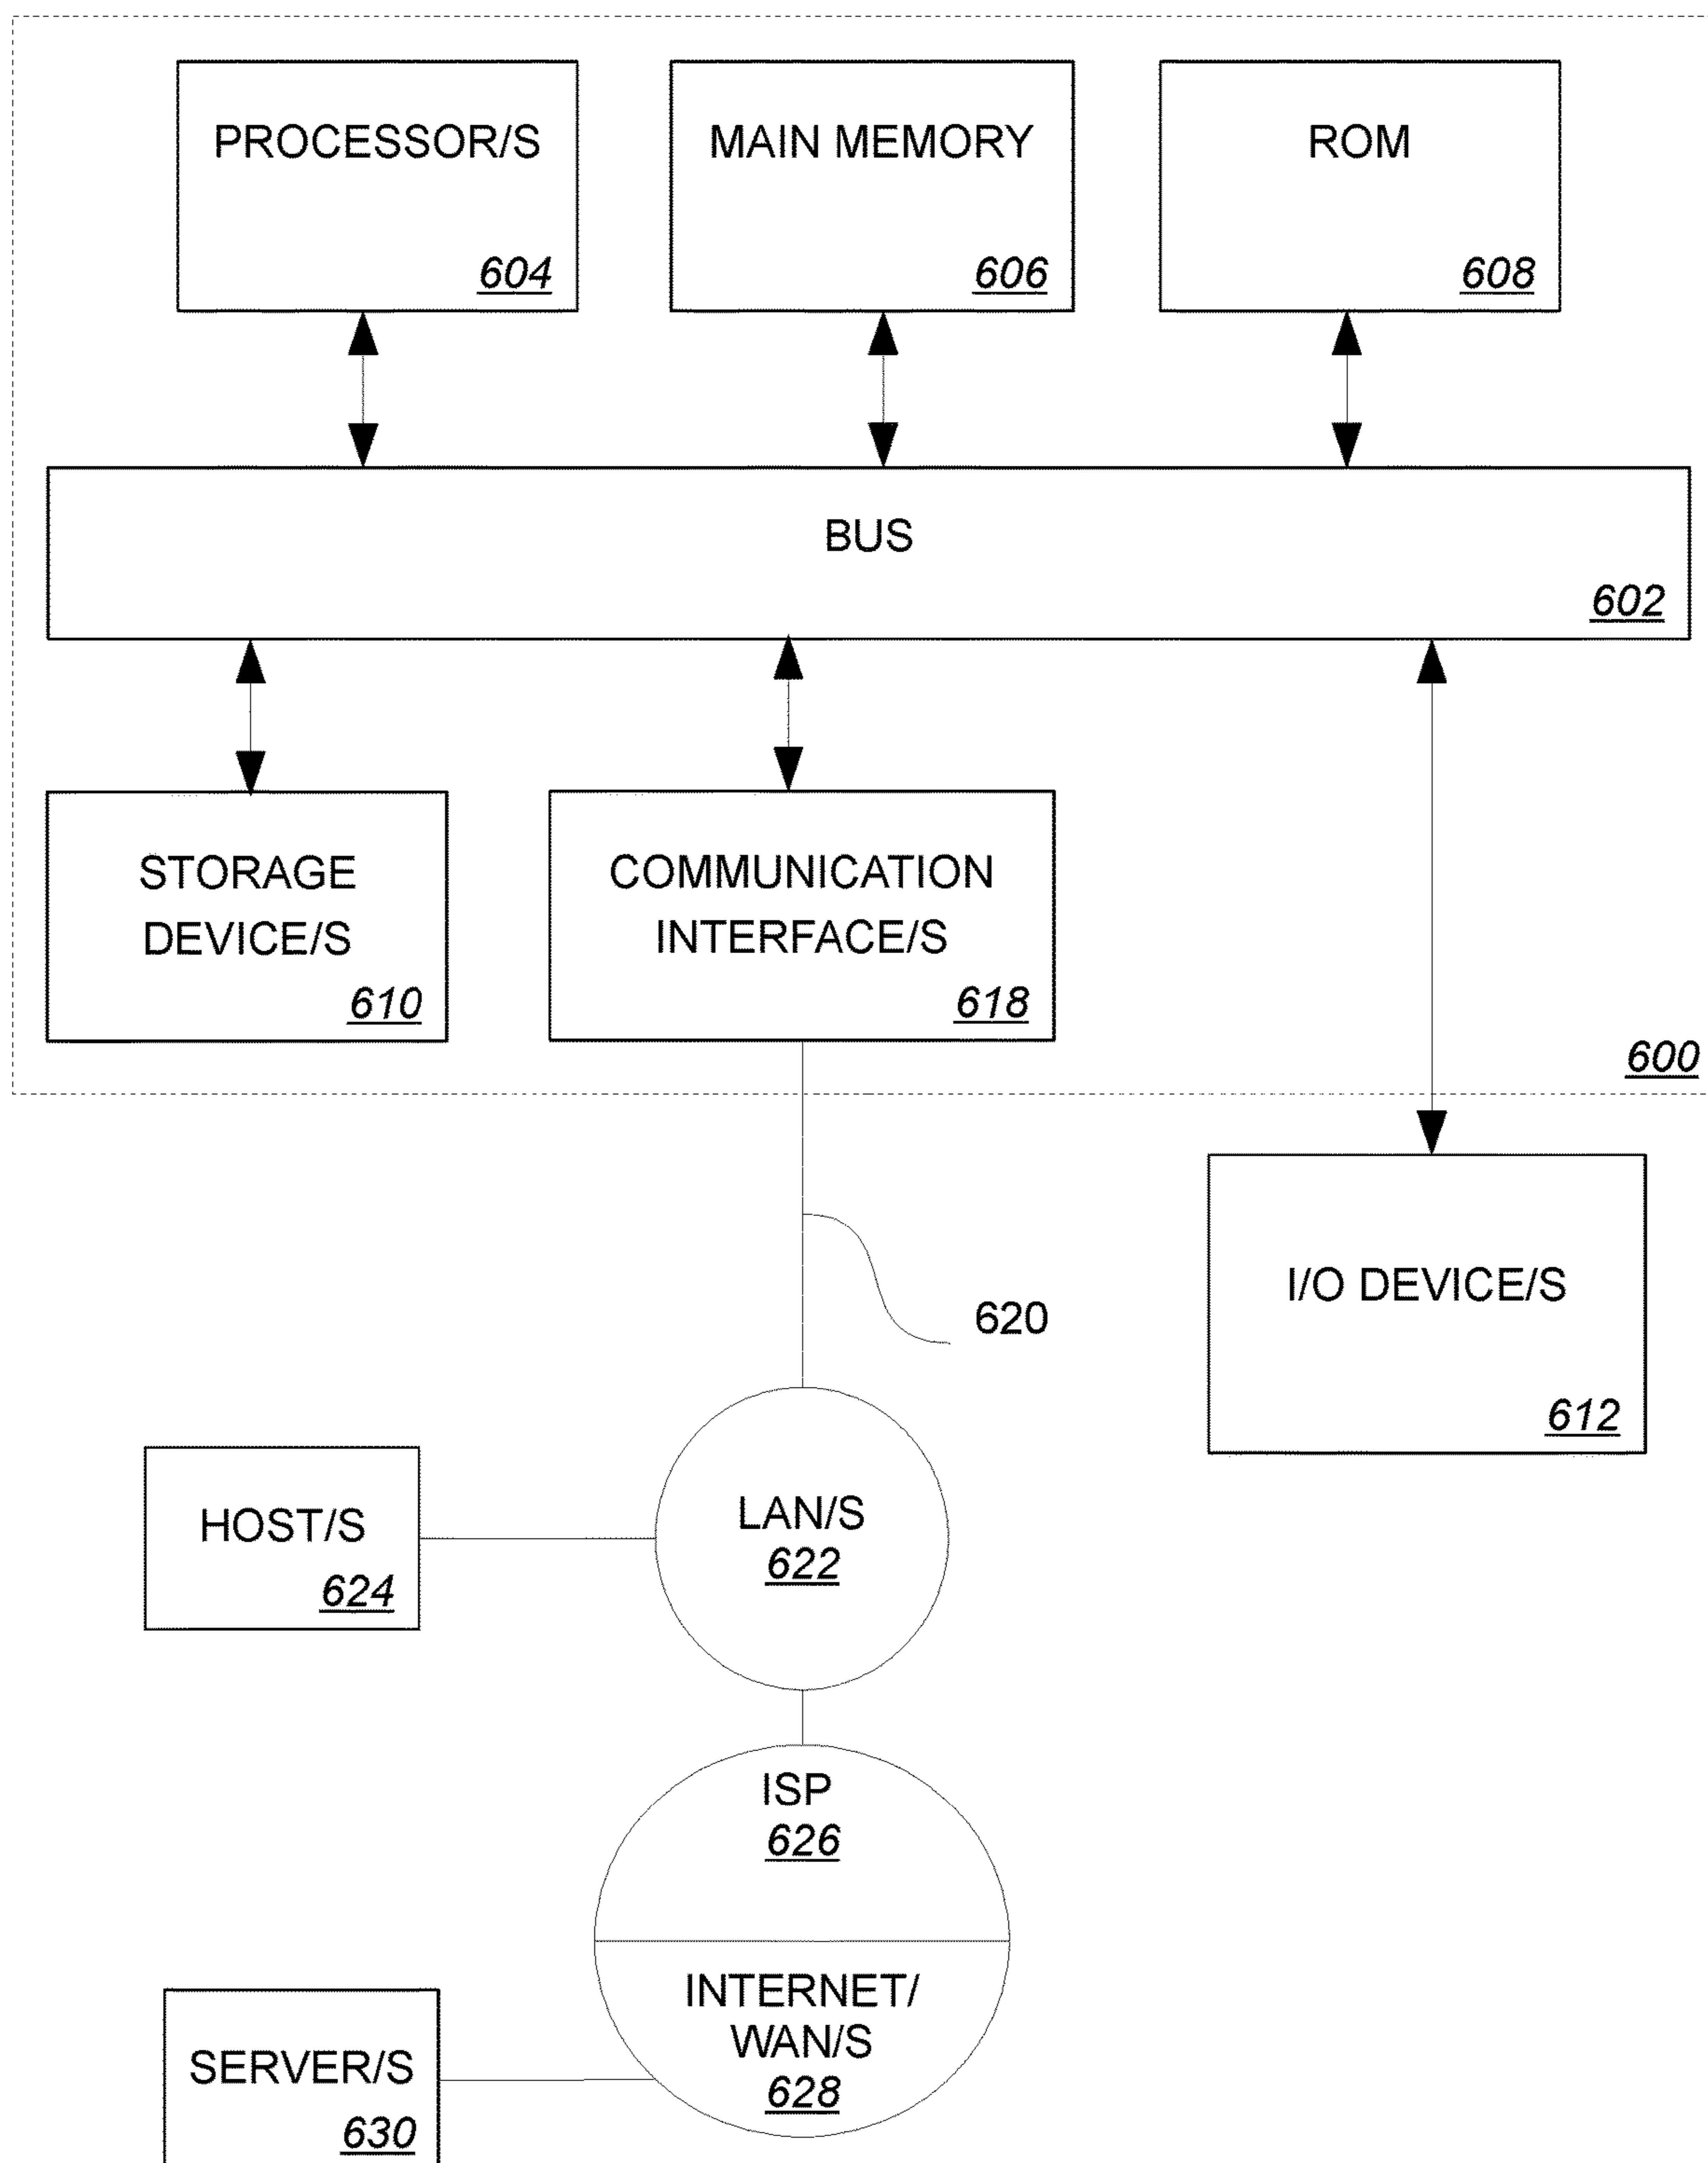 PROCESSOR/S
604
MAIN MEMORY
606
ROM
608
BUS
602
STORAGE
DEVICE/S
610
COMMUNICATION
INTERFACE/S
618
600
620
I/O DEVICE/S
612
HOST/S
624
LAN/S
622
ISP
626
INTERNET/
WAN/S
628
SERVER/S
630